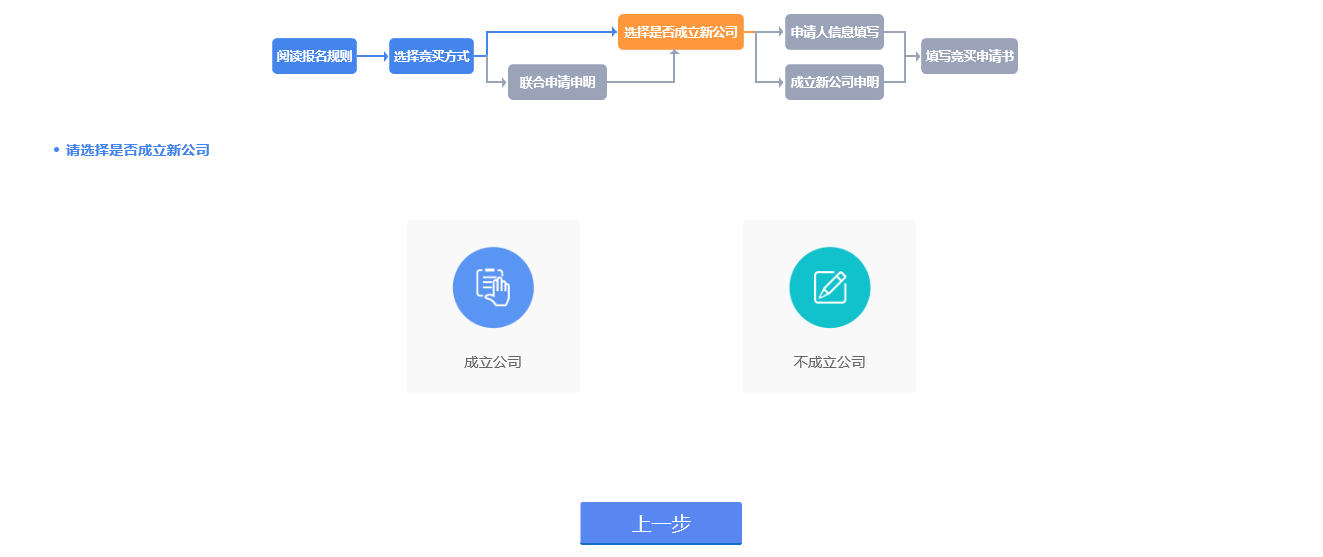 阅读报名规则
选择竞买方式
联合申请申明
选择是否成立新公司
申请人信息填写
成立新公司申明
填写竞买申请书
• 请选择是否成立新公司
成立公司
不成立公司
上一步